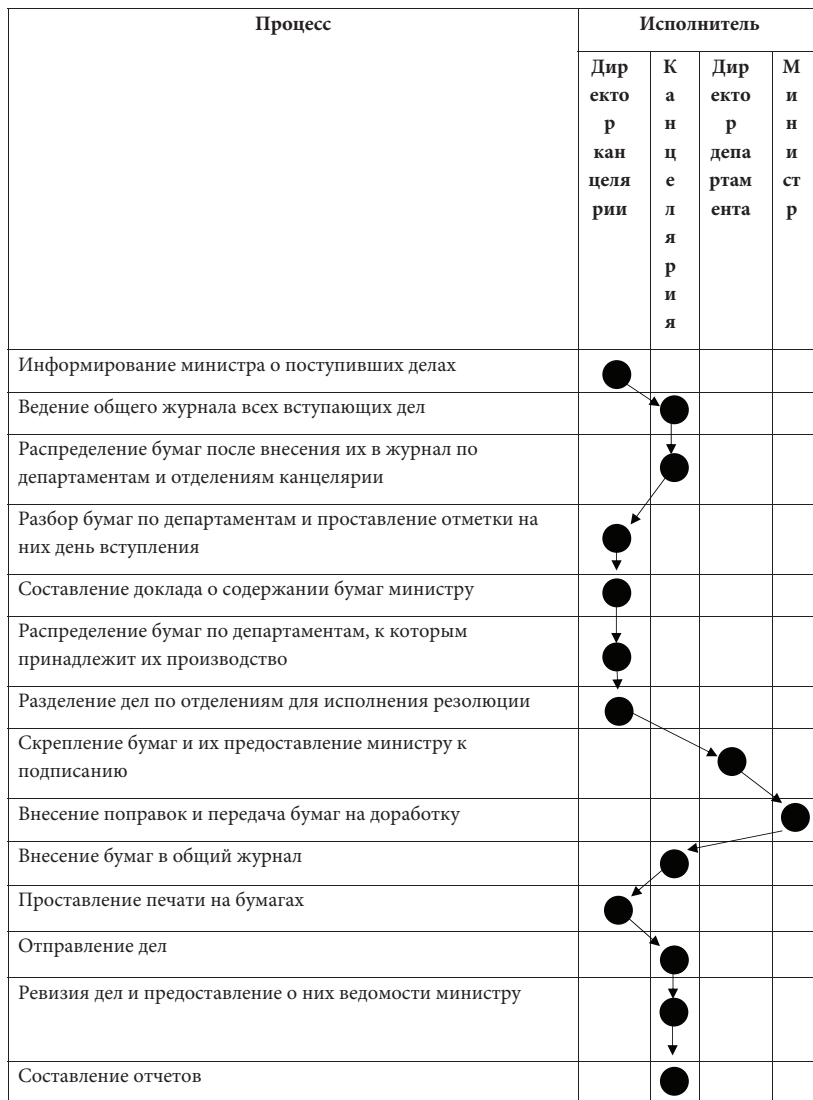 Процесс
Исполнитель
Дир
екто
р
кан
целя
рии
К
а
н
ц
е
л
я
р
и
я
Дир
екто
р
депа
ртам
ента
М
и
н
и
ст
р
Информирование министра о поступивших делах
Ведение общего журнала всех вступающих дел
Распределение бумаг после внесения их в журнал по
департаментам и отделениям канцелярии
Разбор бумаг по департаментам и проставление отметки на
них день вступления
Составление доклада о содержании бумаг министру
Распределение бумаг по департаментам, к которым
принадлежит их производство
Разделение дел по отделениям для исполнения резолюции
Скрепление бумаг и их предоставление министру к
подписанию
Внесение поправок и передача бумаг на доработку
Внесение бумаг в общий журнал
Проставление печати на бумагах
Отправление дел
Ревизия дел и предоставление о них ведомости министру
Составление отчетов